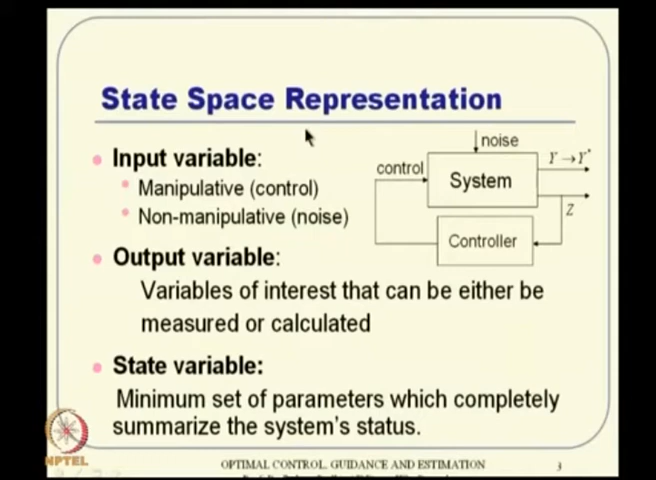 State Space Representation
Input variable:
Manipulative (control)
Non-manipulative (noise)
noise
control
System
Y → Y*
Z
Controller
Output variable:
Variables of interest that can be either be
measured or calculated
State variable:
Minimum set of parameters which completely
summarize the system's status.
NPTEL
OPTIMAL CONTROL, GUIDANCE AND ESTIMATION
3